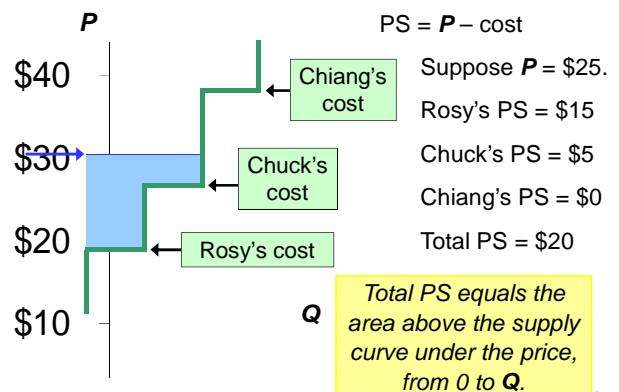 P
PS = P – cost
$40
Chiang's
cost
Suppose P = $25.
Rosy's PS = $15
$30
Chuck's
cost
Chuck's PS = $5
Chiang's PS = $0
$20
Rosy's cost
Total PS = $20
$10
Q
Total PS equals the
area above the supply
curve under the price,
from 0 to Q.